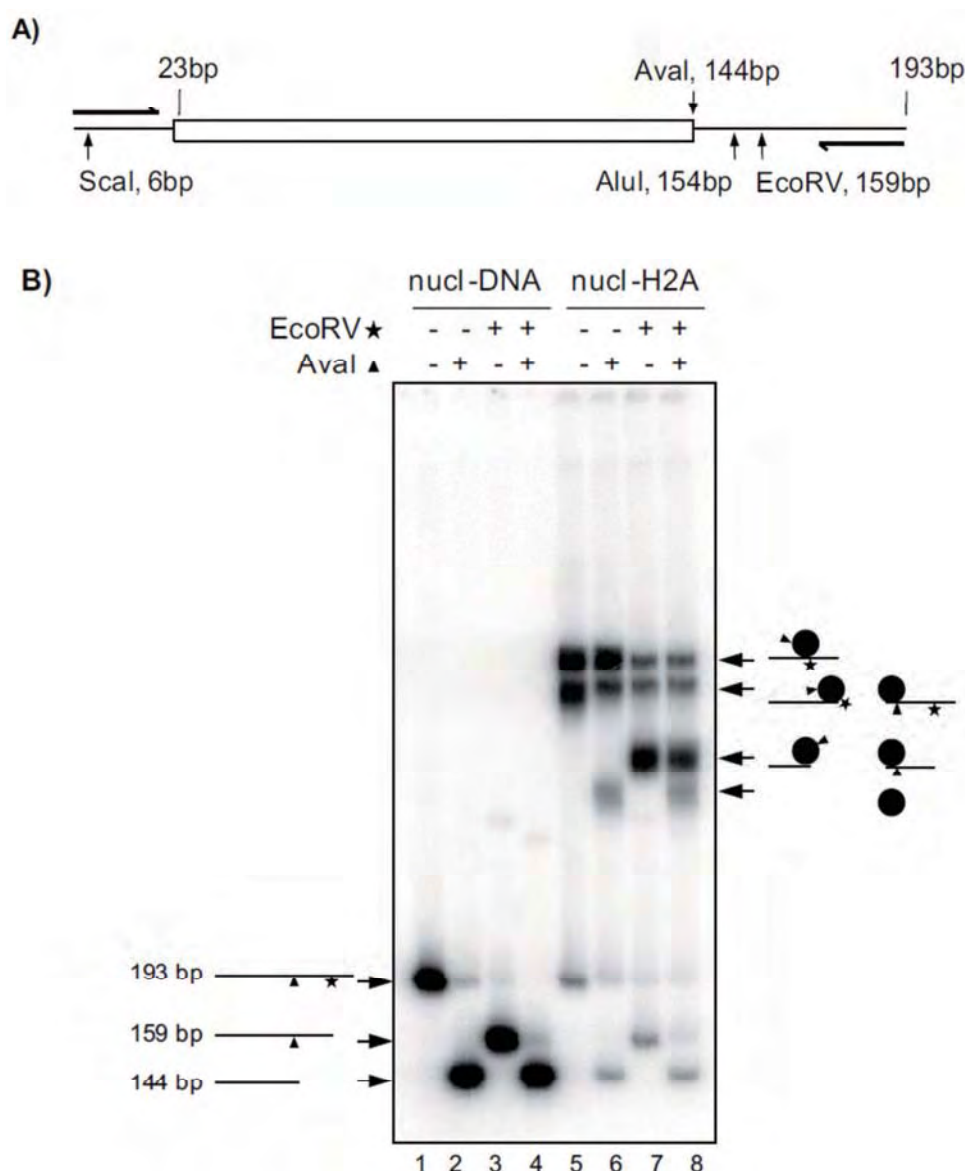 A)
23bp
AvaI, 144bp
193bp
ScaI, 6bp
AluI, 154bp
EcoRV, 159bp
B)
nucl-DNA nucl-H2A
EcoRV ★ - - + + - - + +
AvaI ▲ - + - + - + - +
193 bp
159 bp
144 bp
1 2 3 4 5 6 7 8